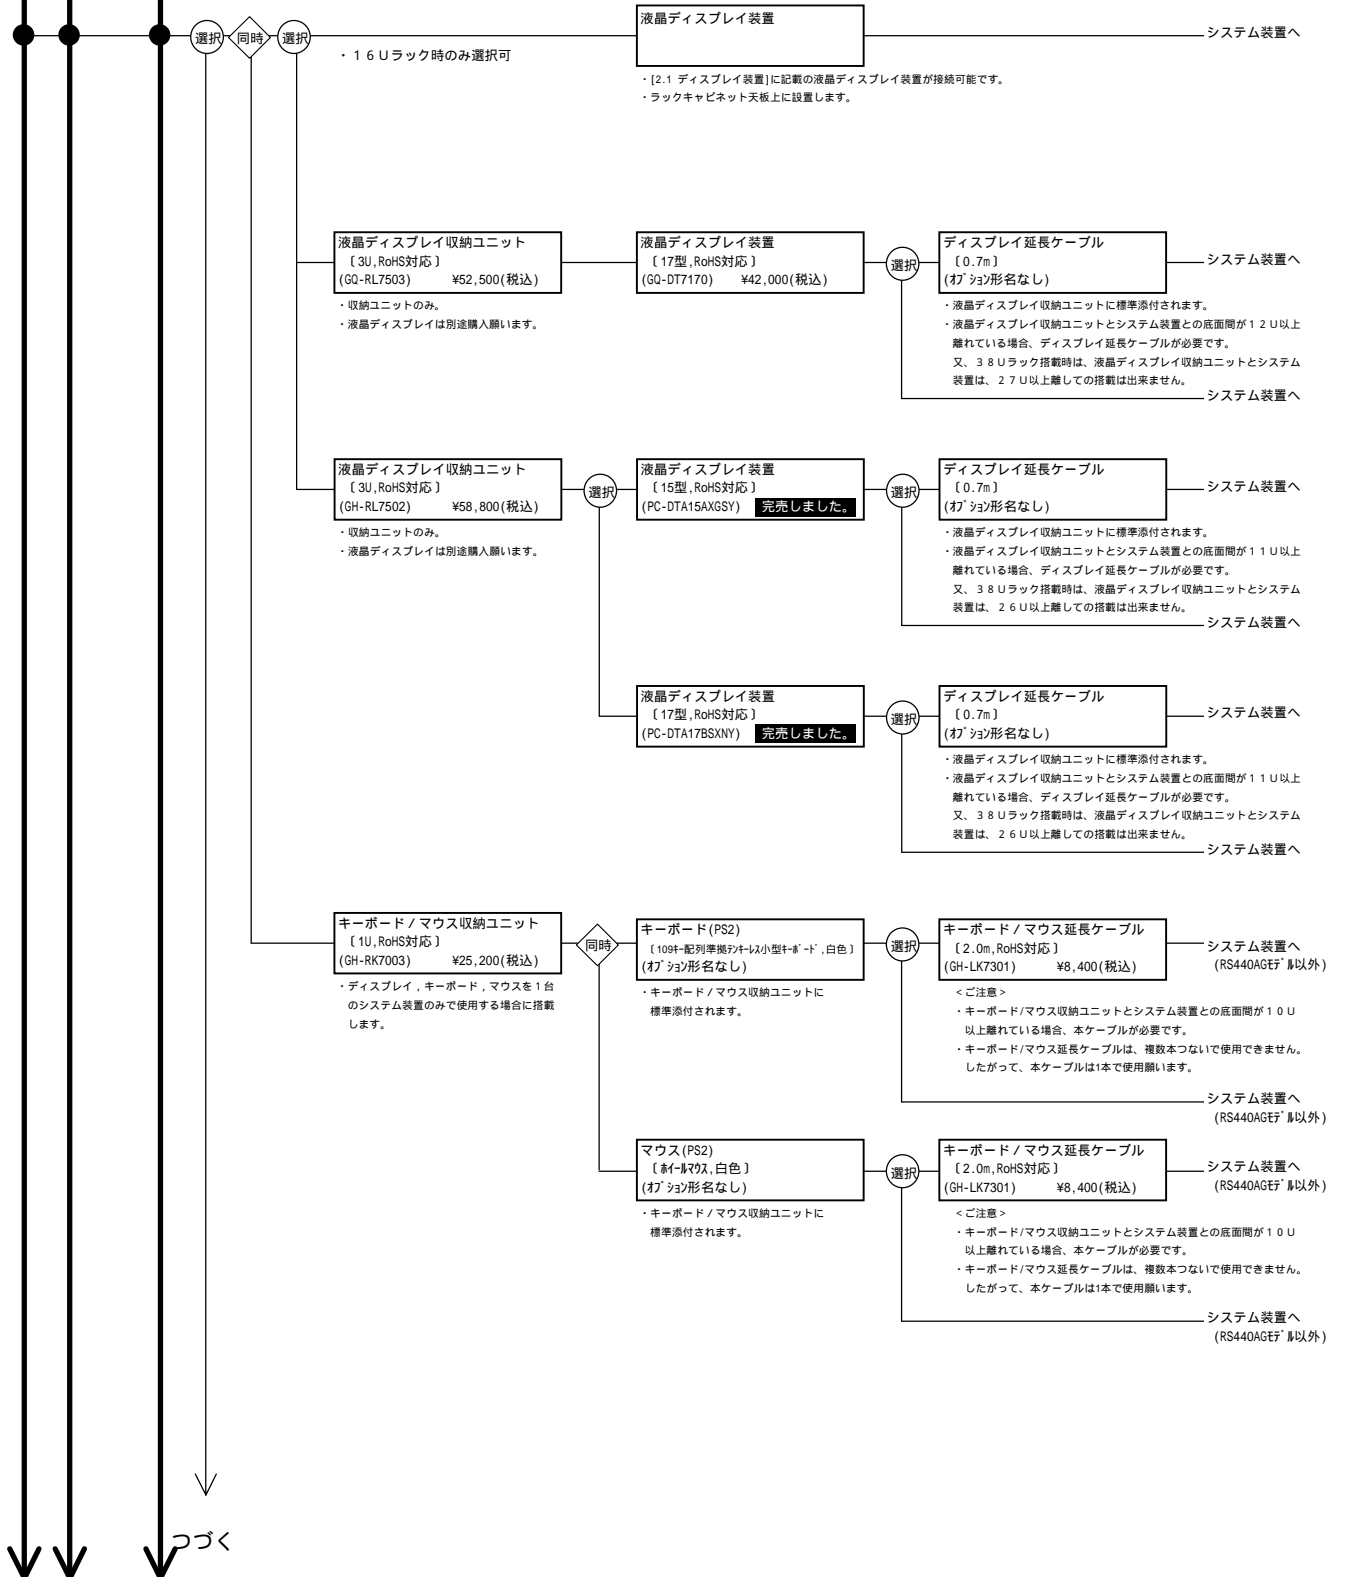 選択
同時
選択
・１６Ｕラック時のみ選択可
液晶ディスプレイ装置
システム装置へ
・[2.1 ディスプレイ装置]に記載の液晶ディスプレイ装置が接続可能です。
・ラックキャビネット天板上に設置します。
液晶ディスプレイ収納ユニット
〔3U,RoHS対応〕
(GQ-RL7503) ¥52,500(税込)
・収納ユニットのみ。
・液晶ディスプレイは別途購入願います。
液晶ディスプレイ装置
〔17型,RoHS対応〕
(GQ-DT7170) ¥42,000(税込)
選択
ディスプレイ延長ケーブル
〔0.7m〕
(ｵﾌﾟｼｮﾝ形名なし)
システム装置へ
・液晶ディスプレイ収納ユニットに標準添付されます。
・液晶ディスプレイ収納ユニットとシステム装置との底面間が１２Ｕ以上
離れている場合、ディスプレイ延長ケーブルが必要です。
又、３８Ｕラック搭載時は、液晶ディスプレイ収納ユニットとシステム
装置は、２７Ｕ以上離しての搭載は出来ません。
システム装置へ
液晶ディスプレイ収納ユニット
〔3U,RoHS対応〕
(GH-RL7502) ¥58,800(税込)
・収納ユニットのみ。
・液晶ディスプレイは別途購入願います。
選択
液晶ディスプレイ装置
〔15型,RoHS対応〕
(PC-DTA15AXGSY) 完売しました。
選択
ディスプレイ延長ケーブル
〔0.7m〕
(ｵﾌﾟｼｮﾝ形名なし)
システム装置へ
・液晶ディスプレイ収納ユニットに標準添付されます。
・液晶ディスプレイ収納ユニットとシステム装置との底面間が１１Ｕ以上
離れている場合、ディスプレイ延長ケーブルが必要です。
又、３８Ｕラック搭載時は、液晶ディスプレイ収納ユニットとシステム
装置は、２６Ｕ以上離しての搭載は出来ません。
システム装置へ
液晶ディスプレイ装置
〔17型,RoHS対応〕
(PC-DTA17BSXNY) 完売しました。
選択
ディスプレイ延長ケーブル
〔0.7m〕
(ｵﾌﾟｼｮﾝ形名なし)
システム装置へ
・液晶ディスプレイ収納ユニットに標準添付されます。
・液晶ディスプレイ収納ユニットとシステム装置との底面間が１１Ｕ以上
離れている場合、ディスプレイ延長ケーブルが必要です。
又、３８Ｕラック搭載時は、液晶ディスプレイ収納ユニットとシステム
装置は、２６Ｕ以上離しての搭載は出来ません。
システム装置へ
キーボード／マウス収納ユニット
〔1U,RoHS対応〕
(GH-RK7003) ¥25,200(税込)
・ディスプレイ，キーボード，マウスを１台
のシステム装置のみで使用する場合に搭載
します。
同時
キーボード(PS2)
〔109ｷｰ配列準拠ﾃﾝｷｰﾚｽ小型ｷｰﾎﾞｰﾄﾞ,白色〕
(ｵﾌﾟｼｮﾝ形名なし)
・キーボード／マウス収納ユニットに
標準添付されます。
選択
キーボード／マウス延長ケーブル
〔2.0m,RoHS対応〕
(GH-LK7301) ¥8,400(税込)
システム装置へ
(RS440AGﾓﾃﾞﾙ以外)
＜ご注意＞
・キーボード/マウス収納ユニットとシステム装置との底面間が１０Ｕ
以上離れている場合、本ケーブルが必要です。
・キーボード/マウス延長ケーブルは、複数本つないで使用できません。
したがって、本ケーブルは1本で使用願います。
システム装置へ
(RS440AGﾓﾃﾞﾙ以外)
マウス(PS2)
〔ﾎｲｰﾙﾏｳｽ,白色〕
(ｵﾌﾟｼｮﾝ形名なし)
・キーボード／マウス収納ユニットに
標準添付されます。
選択
キーボード／マウス延長ケーブル
〔2.0m,RoHS対応〕
(GH-LK7301) ¥8,400(税込)
システム装置へ
(RS440AGﾓﾃﾞﾙ以外)
＜ご注意＞
・キーボード/マウス収納ユニットとシステム装置との底面間が１０Ｕ
以上離れている場合、本ケーブルが必要です。
・キーボード/マウス延長ケーブルは、複数本つないで使用できません。
したがって、本ケーブルは1本で使用願います。
システム装置へ
(RS440AGﾓﾃﾞﾙ以外)
つづく